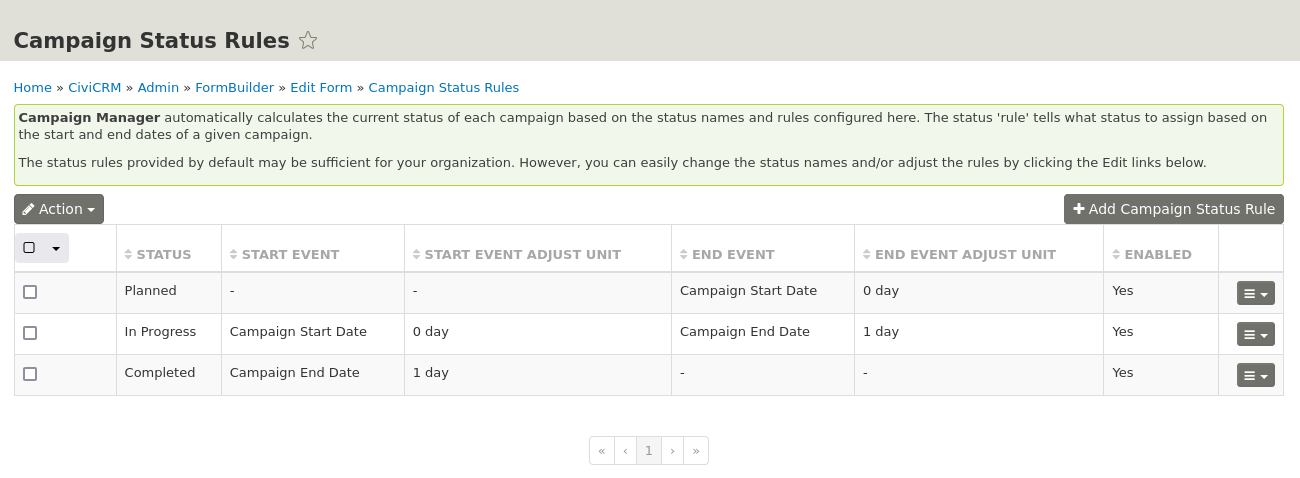 Campaign Status Rules
Home » CiviCRM » Admin » FormBuilder » Edit Form » Campaign Status Rules
Campaign Manager automatically calculates the current status of each campaign based on the status names and rules configured here. The status 'rule' tells what status to assign based on
the start and end dates of a given campaign.
The status rules provided by default may be sufficient for your organization. However, you can easily change the status names and/or adjust the rules by clicking the Edit links below.
Action Add Campaign Status Rule
STATUS START EVENT START EVENT ADJUST UNIT END EVENT END EVENT ADJUST UNIT ENABLED
Planned - - Campaign Start Date 0 day Yes
In Progress Campaign Start Date 0 day Campaign End Date 1 day Yes
Completed Campaign End Date 1 day - - Yes
« ‹ 1 › »